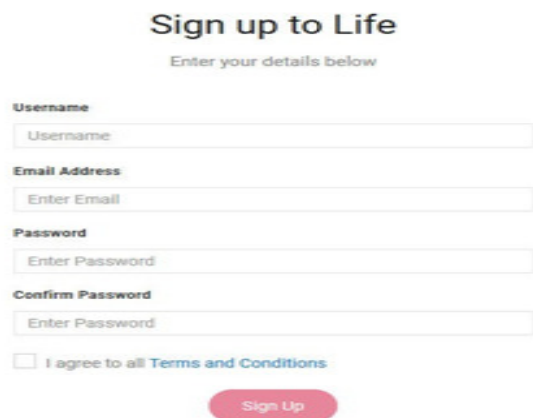 Sign up to Life
Enter your details below
Username
Username
Email Address
Enter Email
Password
Enter Password
Confirm Password
Enter Password
I agree to all Terms and Conditions
Sign Up